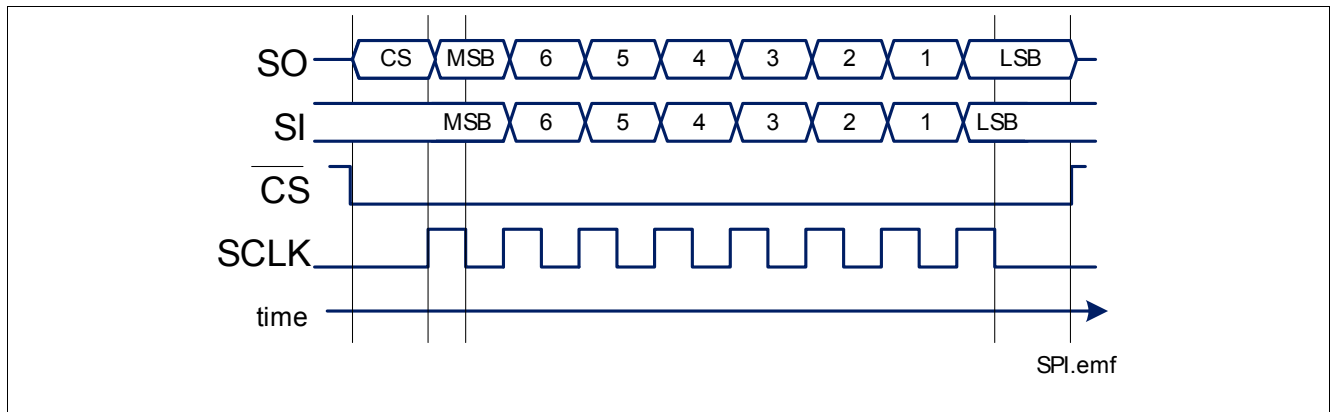 SO CS MSB 6 5 4 3 2 1 LSB
SI MSB 6 5 4 3 2 1 LSB
CS
SCLK
time
SPI.emf